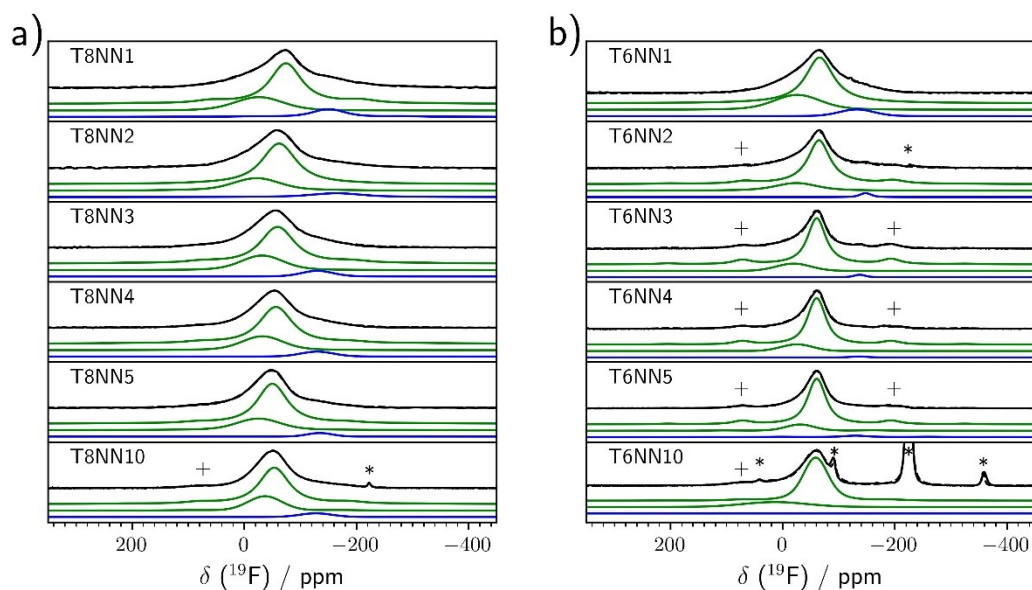 a)
T8NN1
T8NN2
T8NN3
T8NN4
T8NN5
T8NN10
+
*
200 0 −200 −400
δ (¹⁹F) / ppm
b)
T6NN1
T6NN2
+
*
T6NN3
+ +
T6NN4
+ +
T6NN5
+ +
T6NN10
+ * * * *
200 0 −200 −400
δ (¹⁹F) / ppm